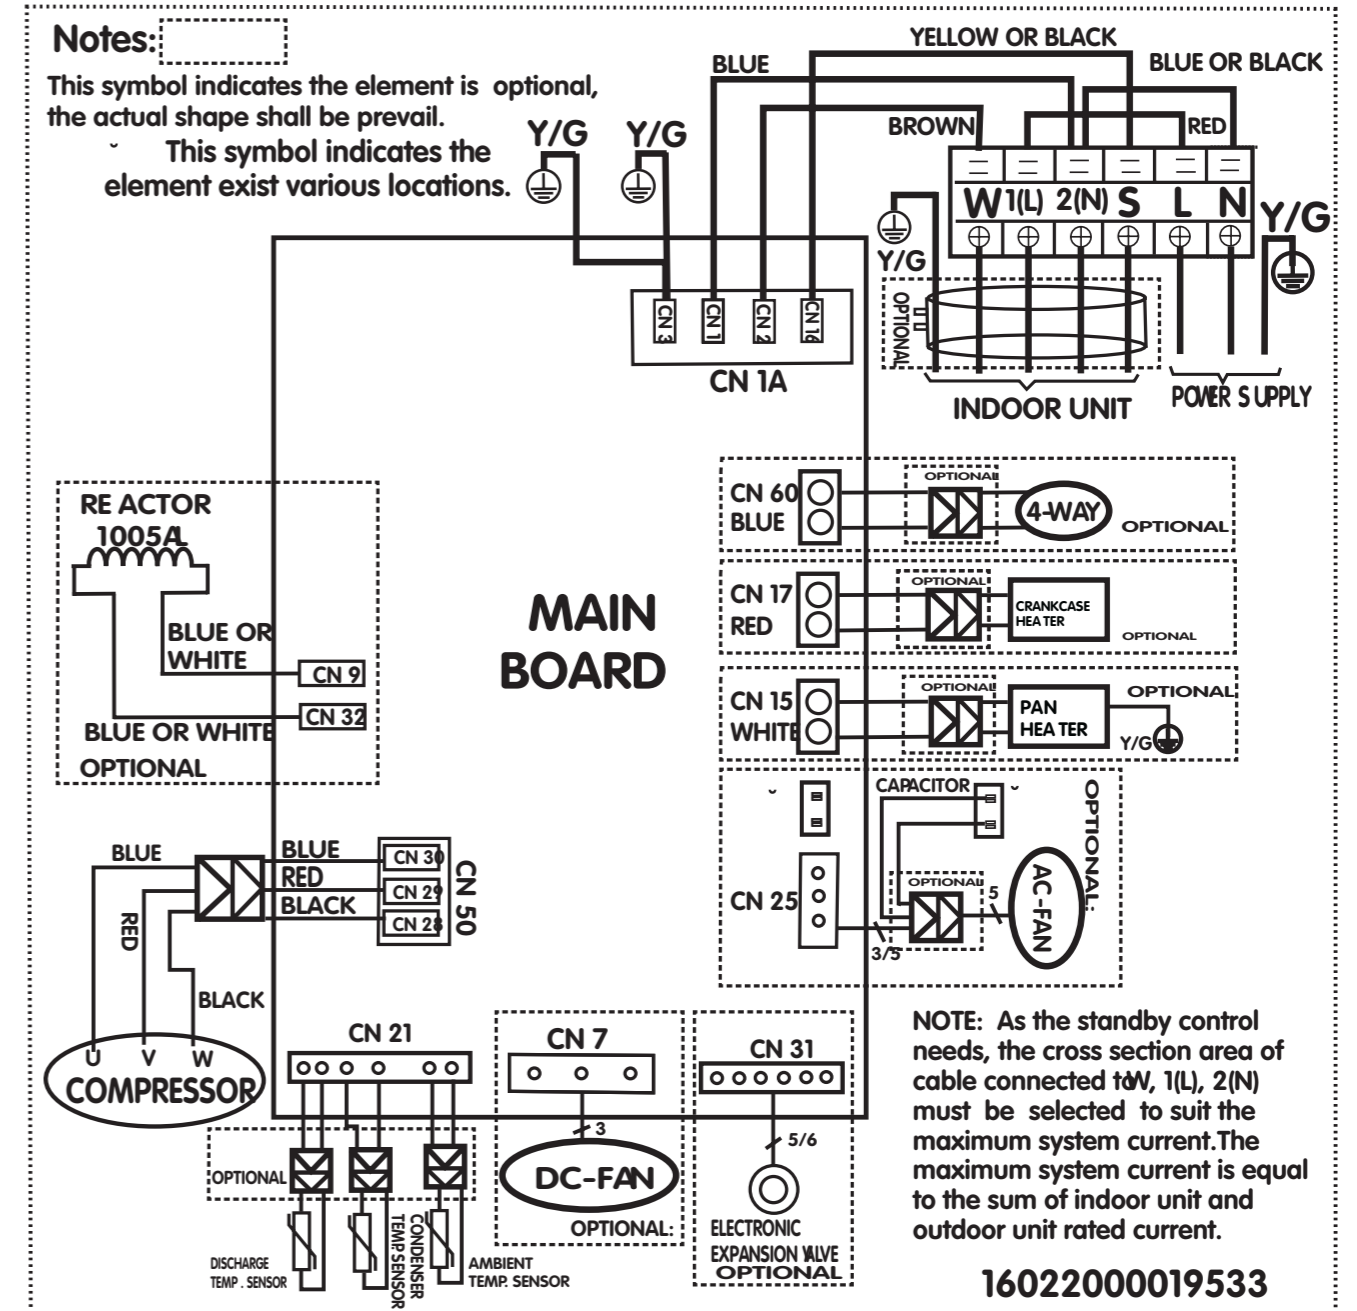 Notes:
This symbol indicates the element is optional,
the actual shape shall be prevail.
˘ This symbol indicates the
element exist various locations.
Y/G
Y/G
BLUE
YELLOW OR BLACK
BLUE OR BLACK
BROWN
RED
W 1(L) 2(N) S L N
Y/G
Y/G
OPTIONAL
INDOOR UNIT
POWER SUPPLY
CN 3
CN 1
CN 2
CN 16
CN 1A
RE ACTOR
1005AL
BLUE OR
WHITE
CN 9
CN 32
BLUE OR WHITE
OPTIONAL
MAIN
BOARD
CN 60
BLUE
OPTIONAL
4-WAY
OPTIONAL
CN 17
RED
OPTIONAL
CRANKCASE
HEATER
OPTIONAL
CN 15
WHITE
OPTIONAL
PAN
HEATER
OPTIONAL
Y/G
˘
CAPACITOR
˘
OPTIONAL:
CN 25
OPTIONAL
3/5
5
AC-FAN
BLUE
RED
BLACK
BLUE
RED
BLACK
CN 30
CN 29
CN 28
CN 50
U V W
COMPRESSOR
CN 21
OPTIONAL
DISCHARGE
TEMP. SENSOR
CONDENSER
TEMP.SENSOR
AMBIENT
TEMP. SENSOR
CN 7
3
DC-FAN
OPTIONAL:
CN 31
5/6
ELECTRONIC
EXPANSION VALVE
OPTIONAL
NOTE: As the standby control
needs, the cross section area of
cable connected to W, 1(L), 2(N)
must be selected to suit the
maximum system current.The
maximum system current is equal
to the sum of indoor unit and
outdoor unit rated current.
16022000019533